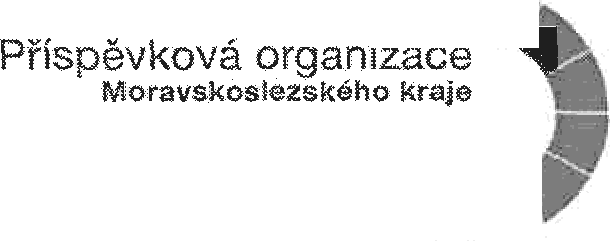 Příspěvková organizace
Moravskoslezského kraje